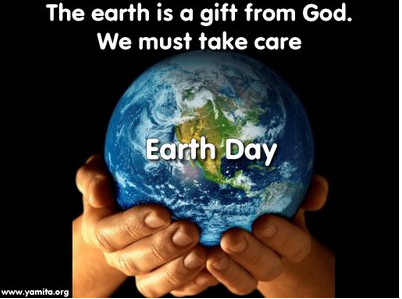 The earth is a gift from God.
We must take care
Earth Day
www.yamita.org